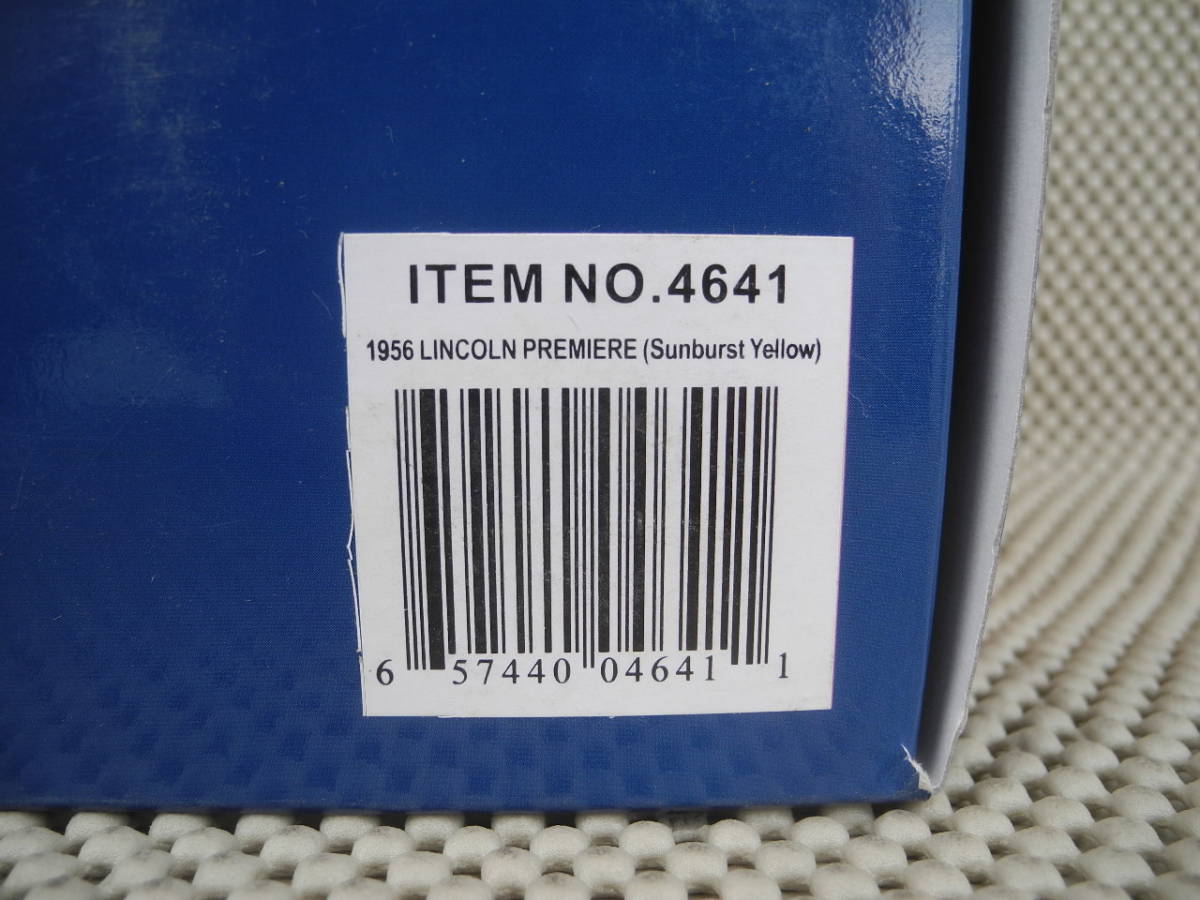 ITEM NO.4641
1956 LINCOLN PREMIERE (Sunburst Yellow)
6 57440 04641 1